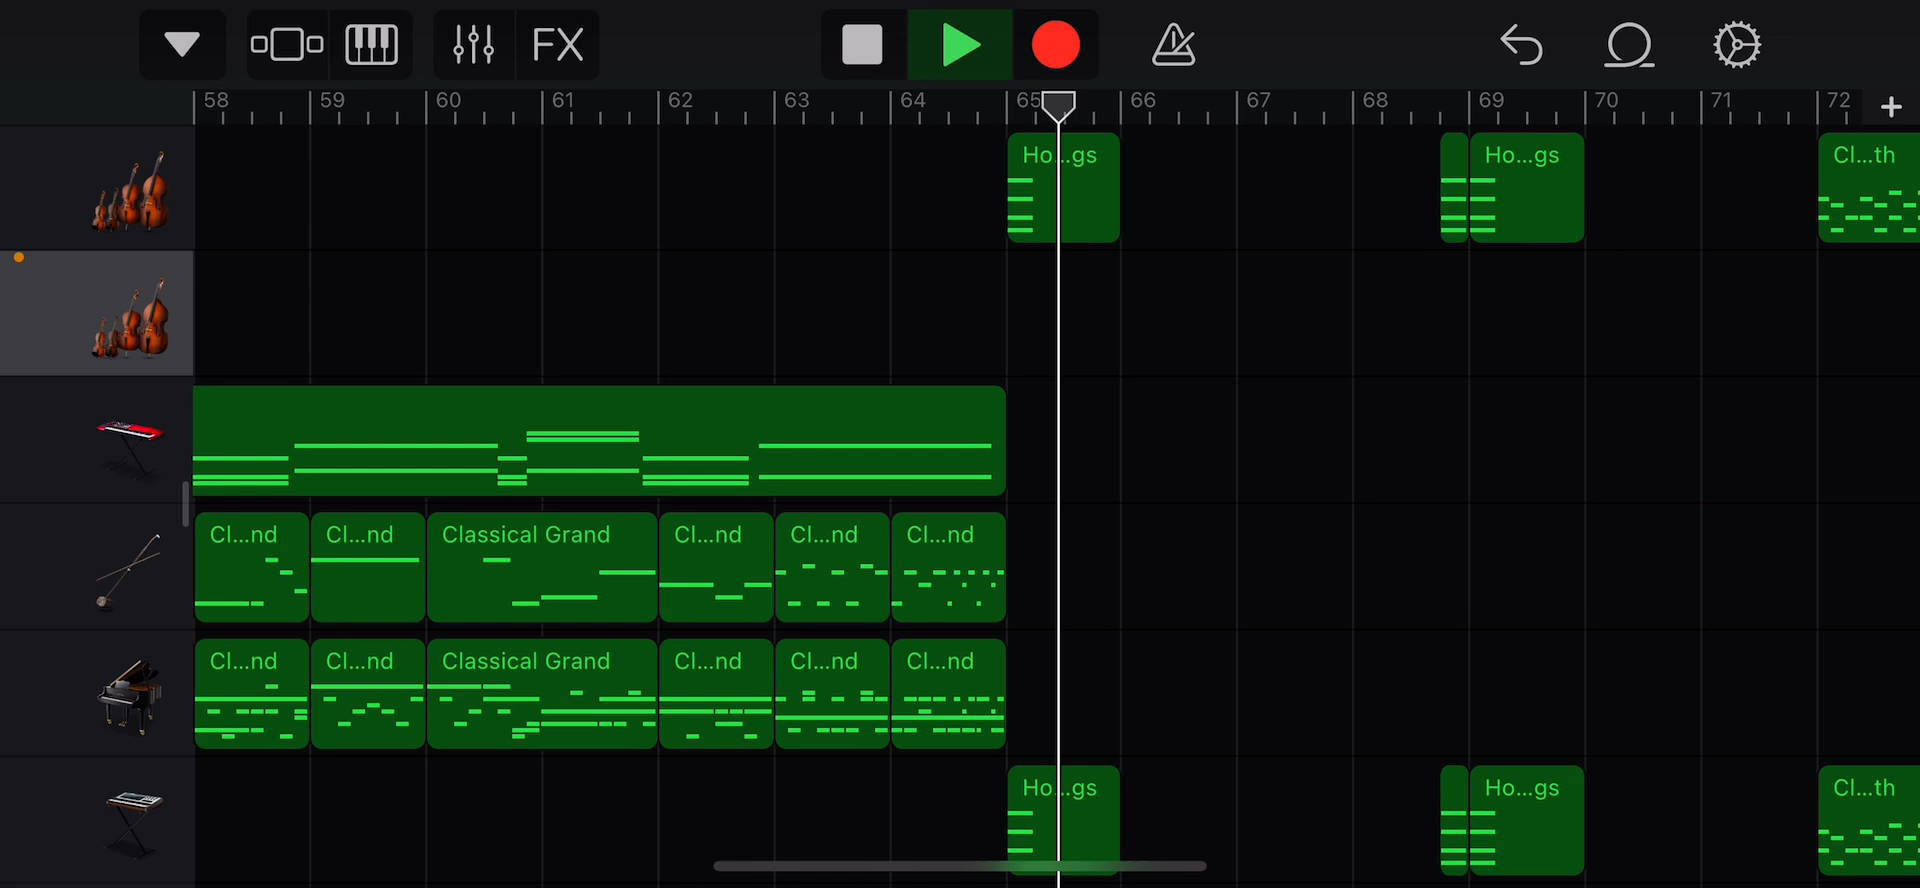 FX
58 59 60 61 62 63 64 65 66 67 68 69 70 71 72 +
Ho...gs Ho...gs Cl...th
Cl...nd Cl...nd Classical Grand Cl...nd Cl...nd Cl...nd
Cl...nd Cl...nd Classical Grand Cl...nd Cl...nd Cl...nd
Ho...gs Ho...gs Cl...th